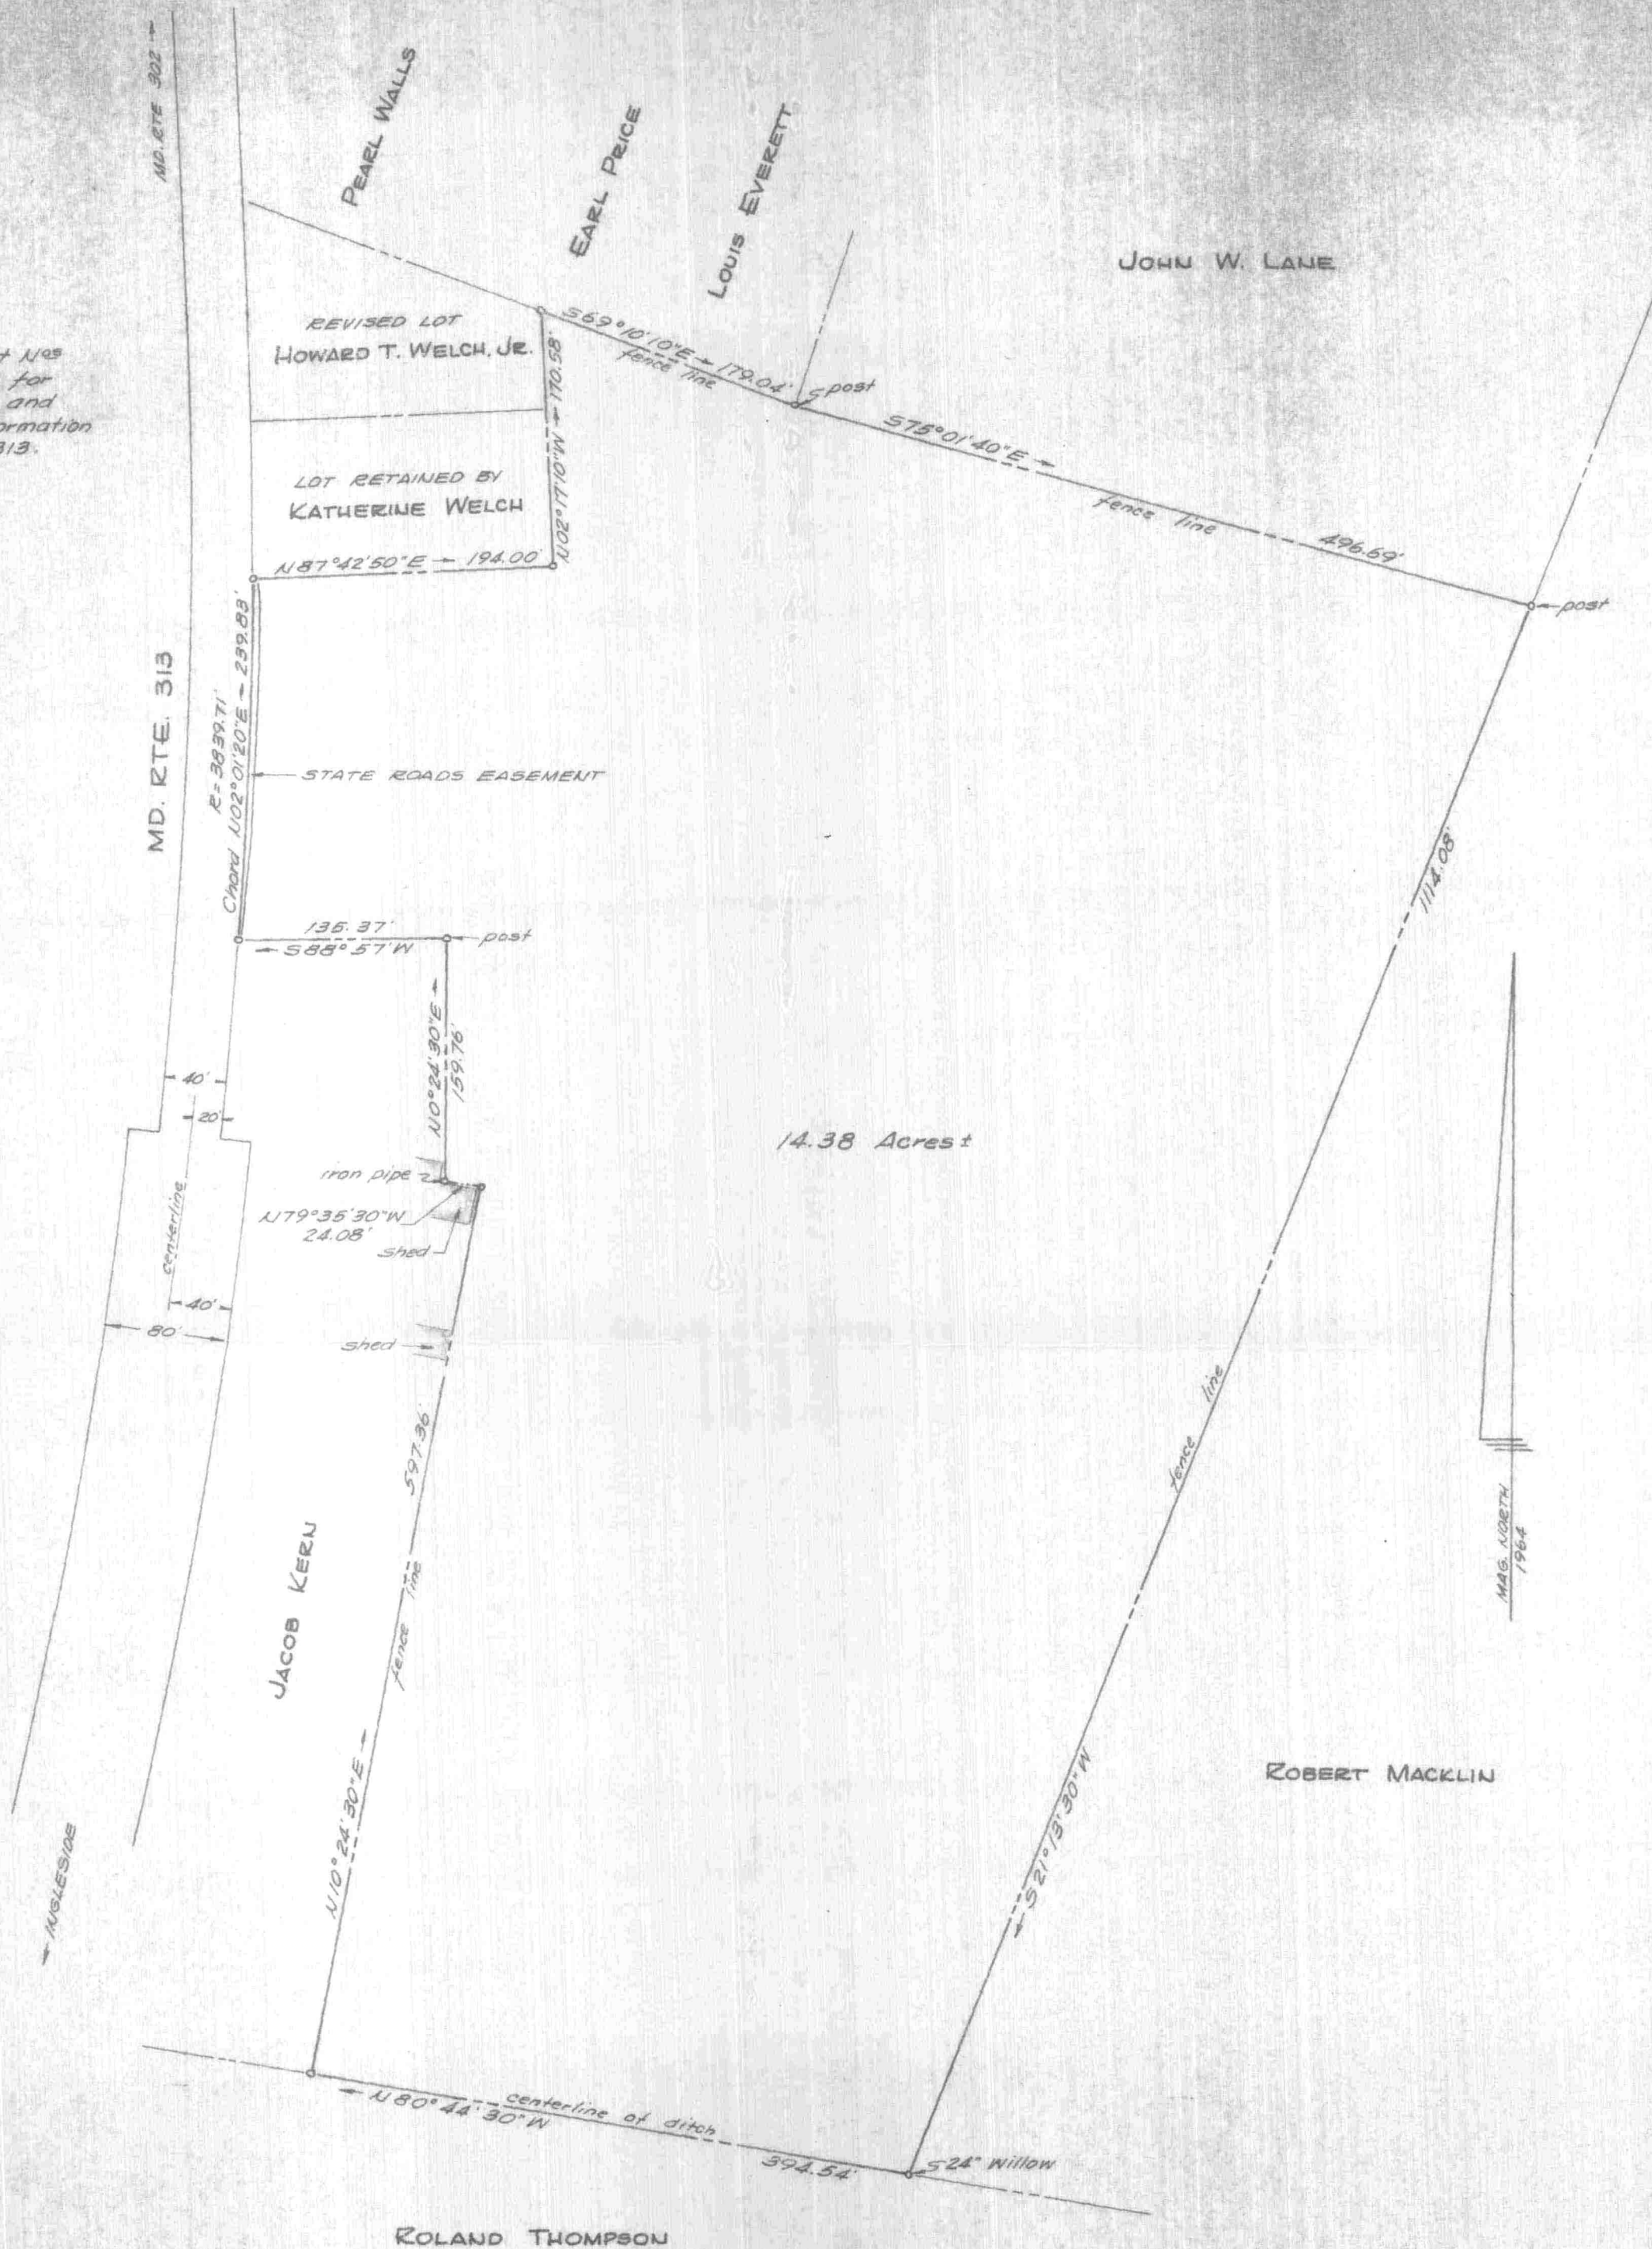 MD. RTE 302 →
PEARL WALLS
EARL PRICE
LOUIS EVERETT
JOHN W. LANE
REVISED LOT
HOWARD T. WELCH, JR.
t Nos
for
and
ormation
313.
LOT RETAINED BY
KATHERINE WELCH
N02°17'10"W → 170.58'
S69°10'10"E → 179.04'
fence line
post
S75°01'40"E →
fence line
496.69'
post
N87°42'50"E → 194.00'
MD. RTE. 313
R = 3839.71'
Chord N02°01'20"E → 239.83'
STATE ROADS EASEMENT
1114.08'
135.37'
← S88°57'W
post
N0°24'30"E →
159.76'
40'
20'
centerline
iron pipe
N79°35'30"W
24.08'
shed
14.38 Acres ±
40'
80'
shed
597.36'
fence line
fence line
MAG. NORTH
1964
JACOB KERN
N10°24'30"E →
← S21°13'30"W
ROBERT MACKLIN
← INGLESIDE
← N80°44'30"W
centerline of ditch
394.54'
24" Willow
ROLAND THOMPSON